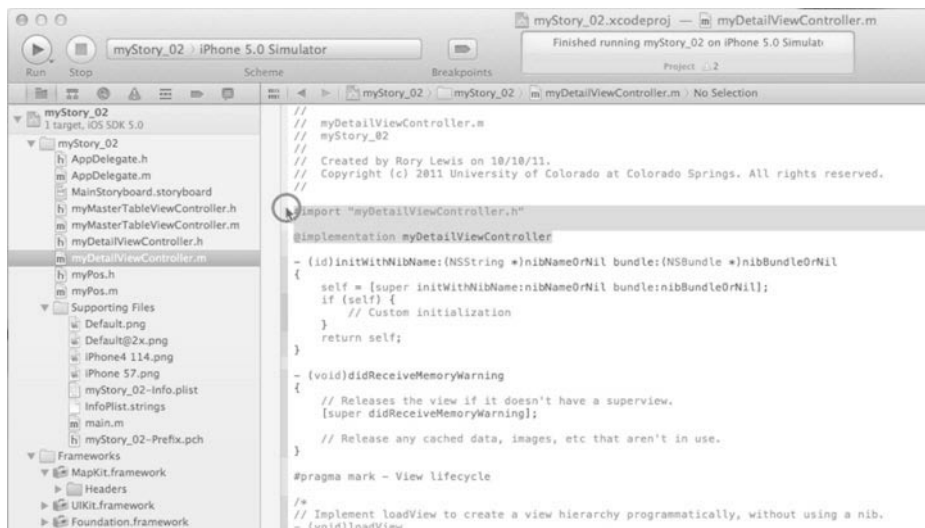 myStory_02.xcodeproj — m myDetailViewController.m
myStory_02 › iPhone 5.0 Simulator
Finished running myStory_02 on iPhone 5.0 Simulato
Project 2
Run Stop Scheme Breakpoints
myStory_02 › myStory_02 › m myDetailViewController.m › No Selection
myStory_02
1 target, iOS SDK 5.0
myStory_02
h AppDelegate.h
m AppDelegate.m
MainStoryboard.storyboard
h myMasterTableViewController.h
m myMasterTableViewController.m
h myDetailViewController.h
m myDetailViewController.m
h myPos.h
m myPos.m
Supporting Files
Default.png
Default@2x.png
iPhone4 114.png
iPhone 57.png
myStory_02-Info.plist
InfoPlist.strings
m main.m
h myStory_02-Prefix.pch
Frameworks
MapKit.framework
Headers
UIKit.framework
Foundation.framework
//
//  myDetailViewController.m
//  myStory_02
//
//  Created by Rory Lewis on 10/10/11.
//  Copyright (c) 2011 University of Colorado at Colorado Springs. All rights reserved.
//
#import "myDetailViewController.h"
@implementation myDetailViewController
- (id)initWithNibName:(NSString *)nibNameOrNil bundle:(NSBundle *)nibBundleOrNil
{
self = [super initWithNibName:nibNameOrNil bundle:nibBundleOrNil];
if (self) {
// Custom initialization
}
return self;
}
- (void)didReceiveMemoryWarning
{
// Releases the view if it doesn't have a superview.
[super didReceiveMemoryWarning];
// Release any cached data, images, etc that aren't in use.
}
#pragma mark - View lifecycle
/*
// Implement loadView to create a view hierarchy programmatically, without using a nib.
- (void)loadView